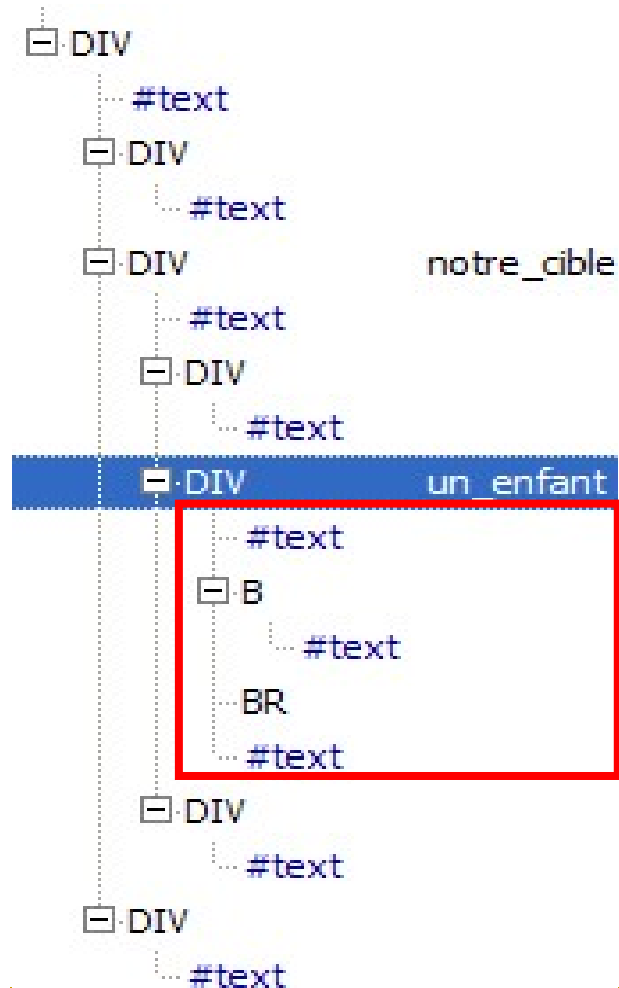 DIV
#text
DIV
#text
DIV notre_cible
#text
DIV
#text
DIV un_enfant
#text
B
#text
BR
#text
DIV
#text
DIV
#text